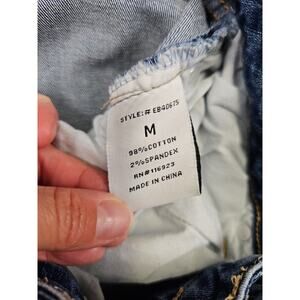 STYLE:# EB40675
M
98%COTTON
2%SPANDEX
RN#116923
MADE IN CHINA